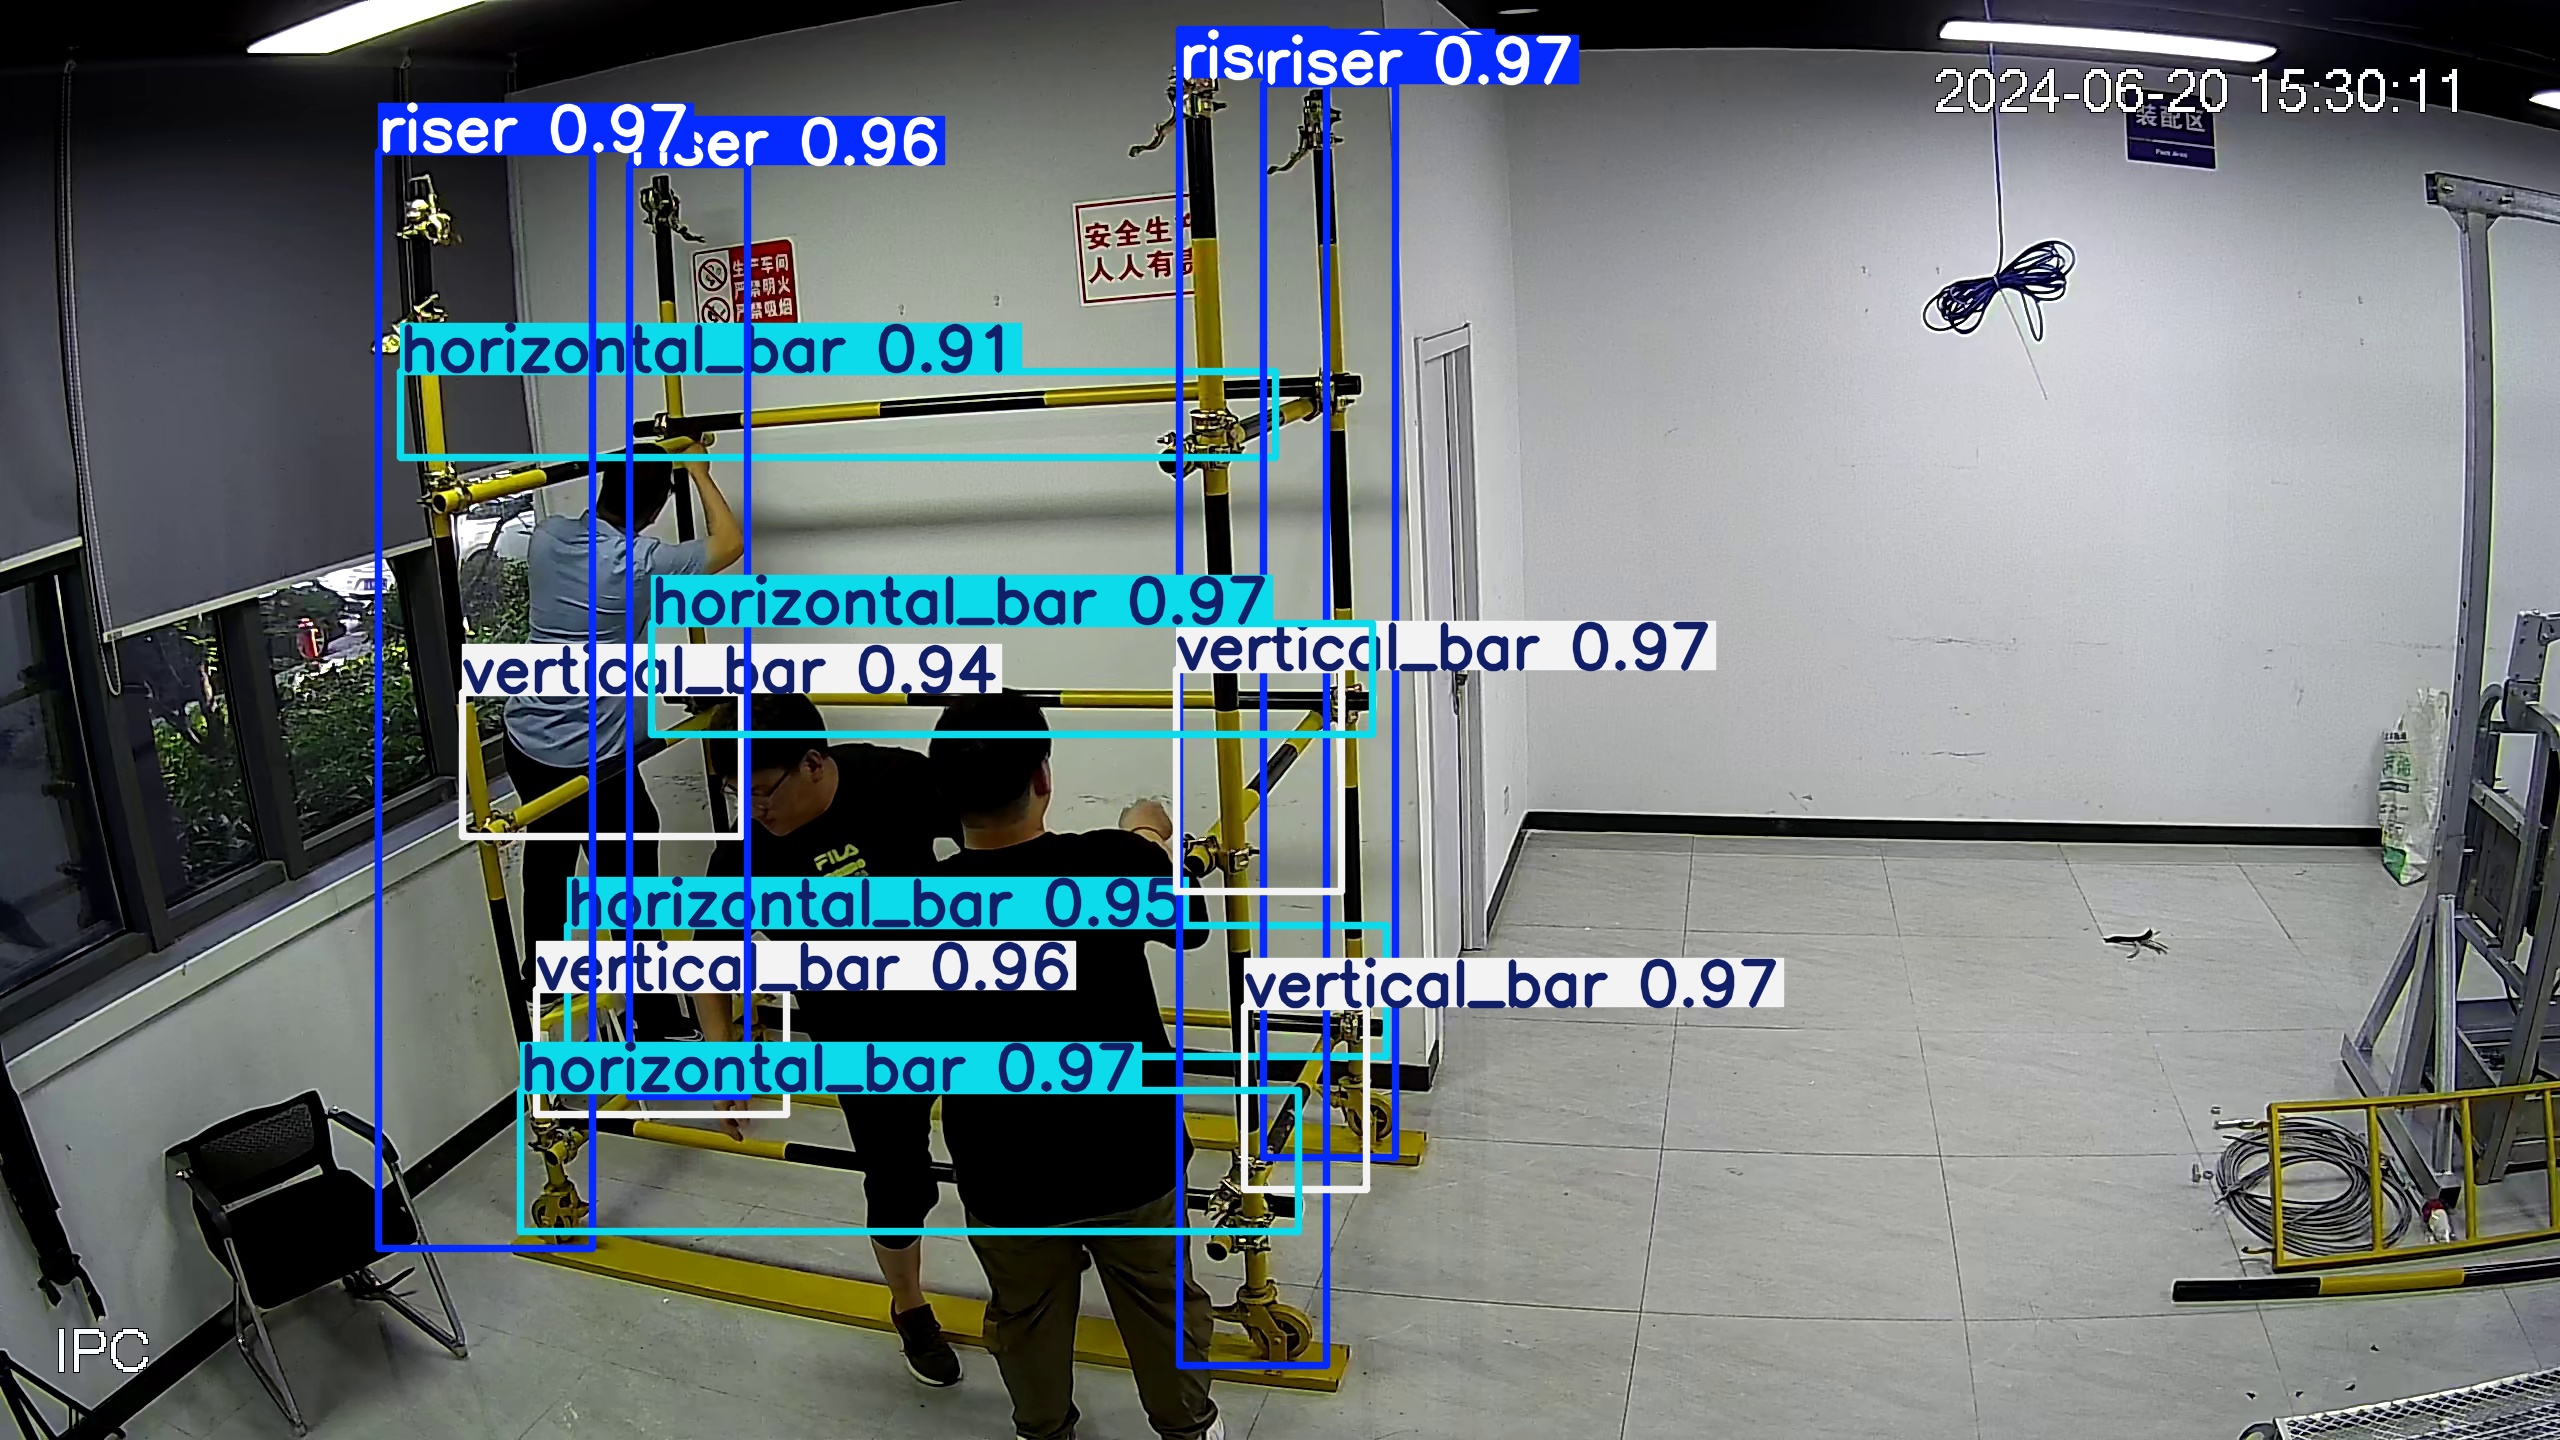 riser 0.97
2024-06-20 15:30:11
装配区
riser 0.97
0.96
安全生
人人有
生产车间
严禁明火
严禁吸烟
horizontal_bar 0.91
horizontal_bar 0.97
vertical_bar 0.97
vertical_bar 0.94
FILA
horizontal_bar 0.95
vertical_bar 0.96
vertical_bar 0.97
horizontal_bar 0.97
IPC